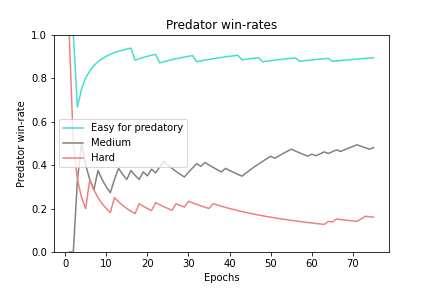 Predator win-rates
Predator win-rate
1.0
0.8
0.6
0.4
0.2
0.0
Easy for predatory
Medium
Hard
0 10 20 30 40 50 60 70
Epochs